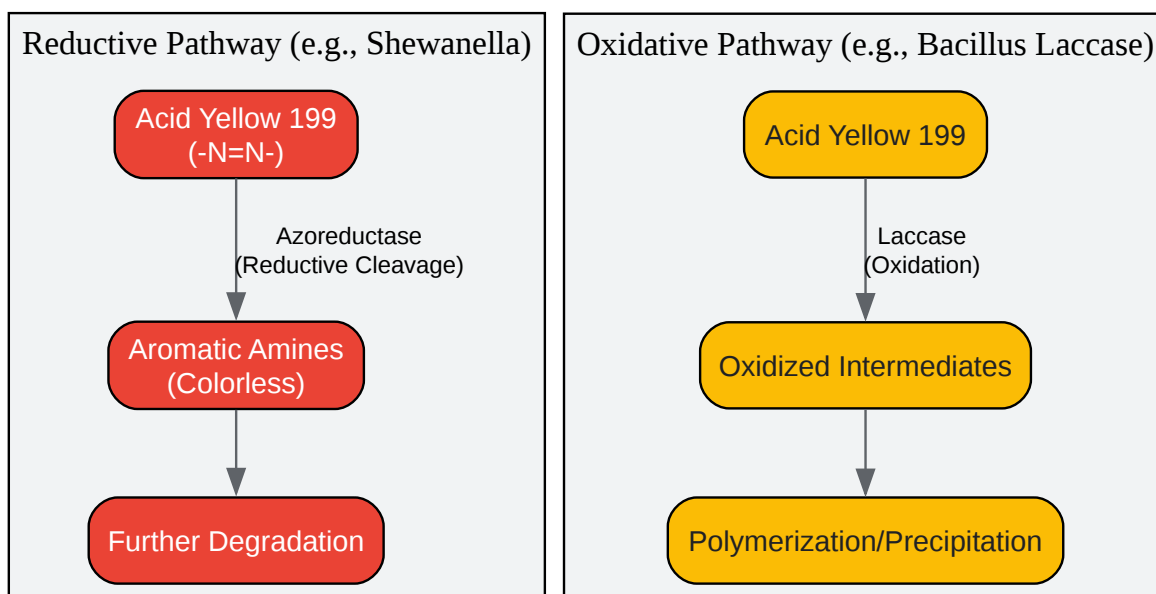 Reductive Pathway (e.g., Shewanella)
Acid Yellow 199
(-N=N-)
Azoreductase
(Reductive Cleavage)
Aromatic Amines
(Colorless)
Further Degradation
Oxidative Pathway (e.g., Bacillus Laccase)
Acid Yellow 199
Laccase
(Oxidation)
Oxidized Intermediates
Polymerization/Precipitation